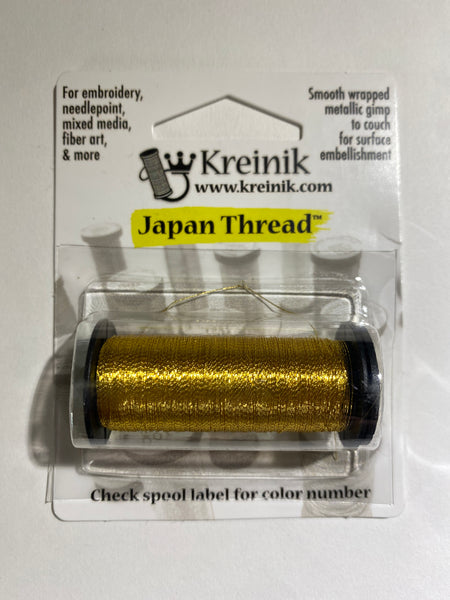 For embroidery,
needlepoint,
mixed media,
fiber art,
& more
Smooth wrapped
metallic gimp
to couch
for surface
embellishment
Kreinik
www.kreinik.com
Japan Thread™
Check spool label for color number